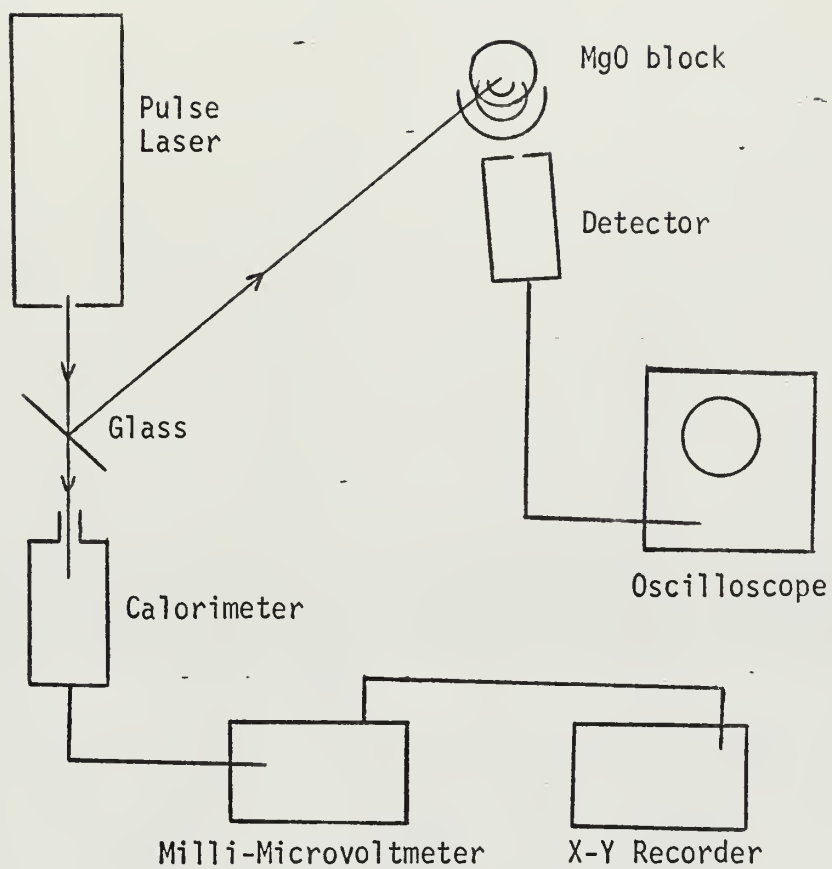 MgO block
Pulse
Laser
Detector
Glass
Calorimeter
Oscilloscope
Milli-Microvoltmeter
X-Y Recorder